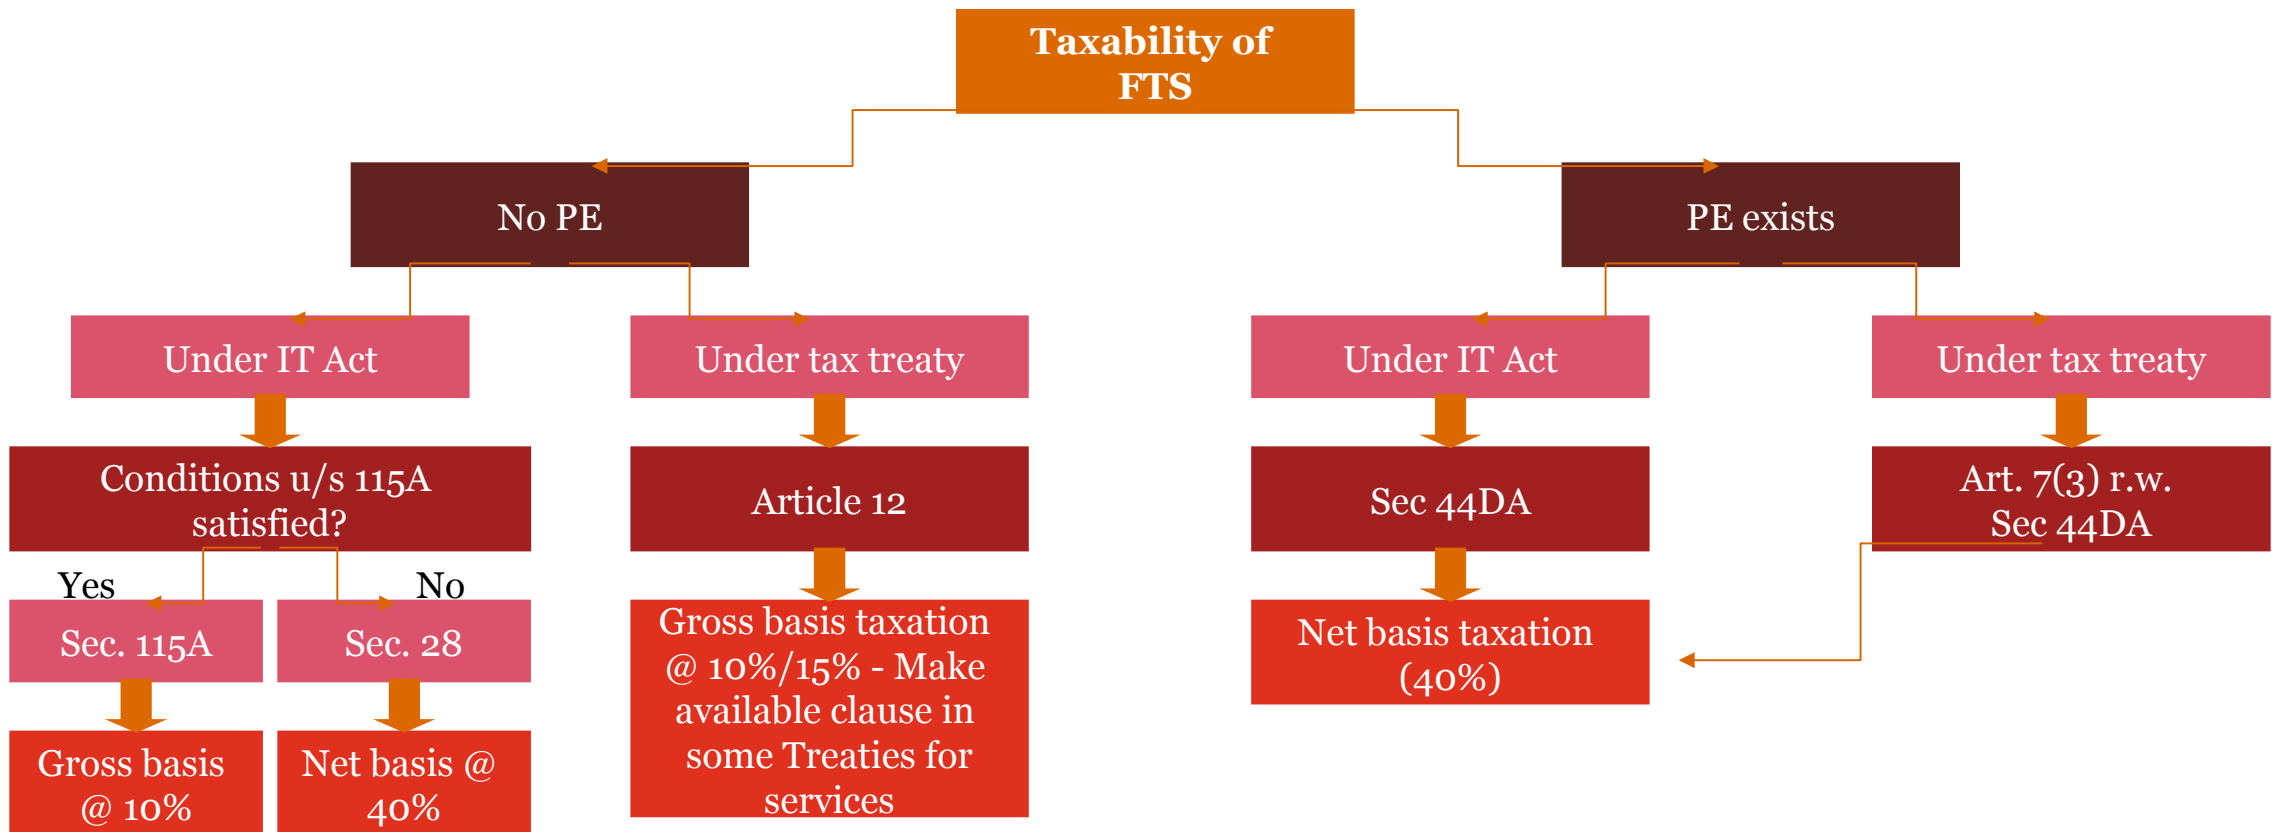 Taxability of
FTS
No PE
PE exists
Under IT Act
Under tax treaty
Under IT Act
Under tax treaty
Conditions u/s 115A
satisfied?
Article 12
Sec 44DA
Art. 7(3) r.w.
Sec 44DA
Yes
No
Sec. 115A
Sec. 28
Gross basis taxation
@ 10%/15% - Make
available clause in
some Treaties for
services
Net basis taxation
(40%)
Gross basis
@ 10%
Net basis @
40%